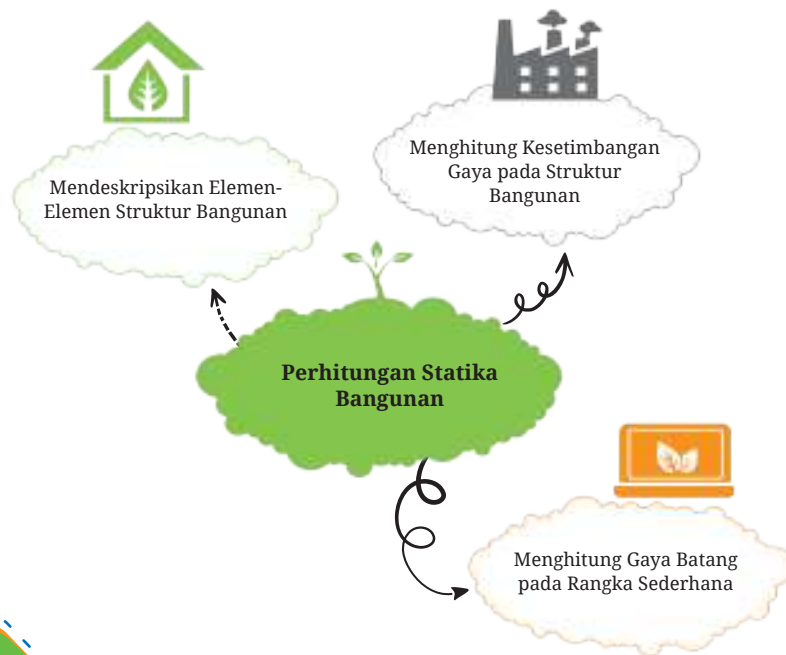 Mendeskripsikan Elemen-
Elemen Struktur Bangunan
Menghitung Kesetimbangan
Gaya pada Struktur
Bangunan
Perhitungan Statika
Bangunan
Menghitung Gaya Batang
pada Rangka Sederhana